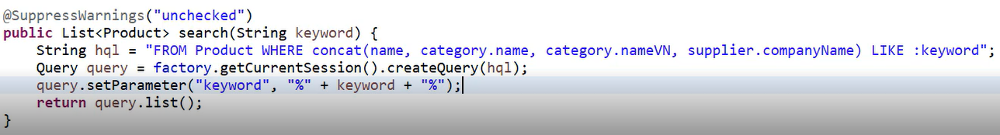 @SuppressWarnings("unchecked")
public List<Product> search(String keyword) {
String hql = "FROM Product WHERE concat(name, category.name, category.nameVN, supplier.companyName) LIKE :keyword";
Query query = factory.getCurrentSession().createQuery(hql);
query.setParameter("keyword", "%" + keyword + "%");
return query.list();
}